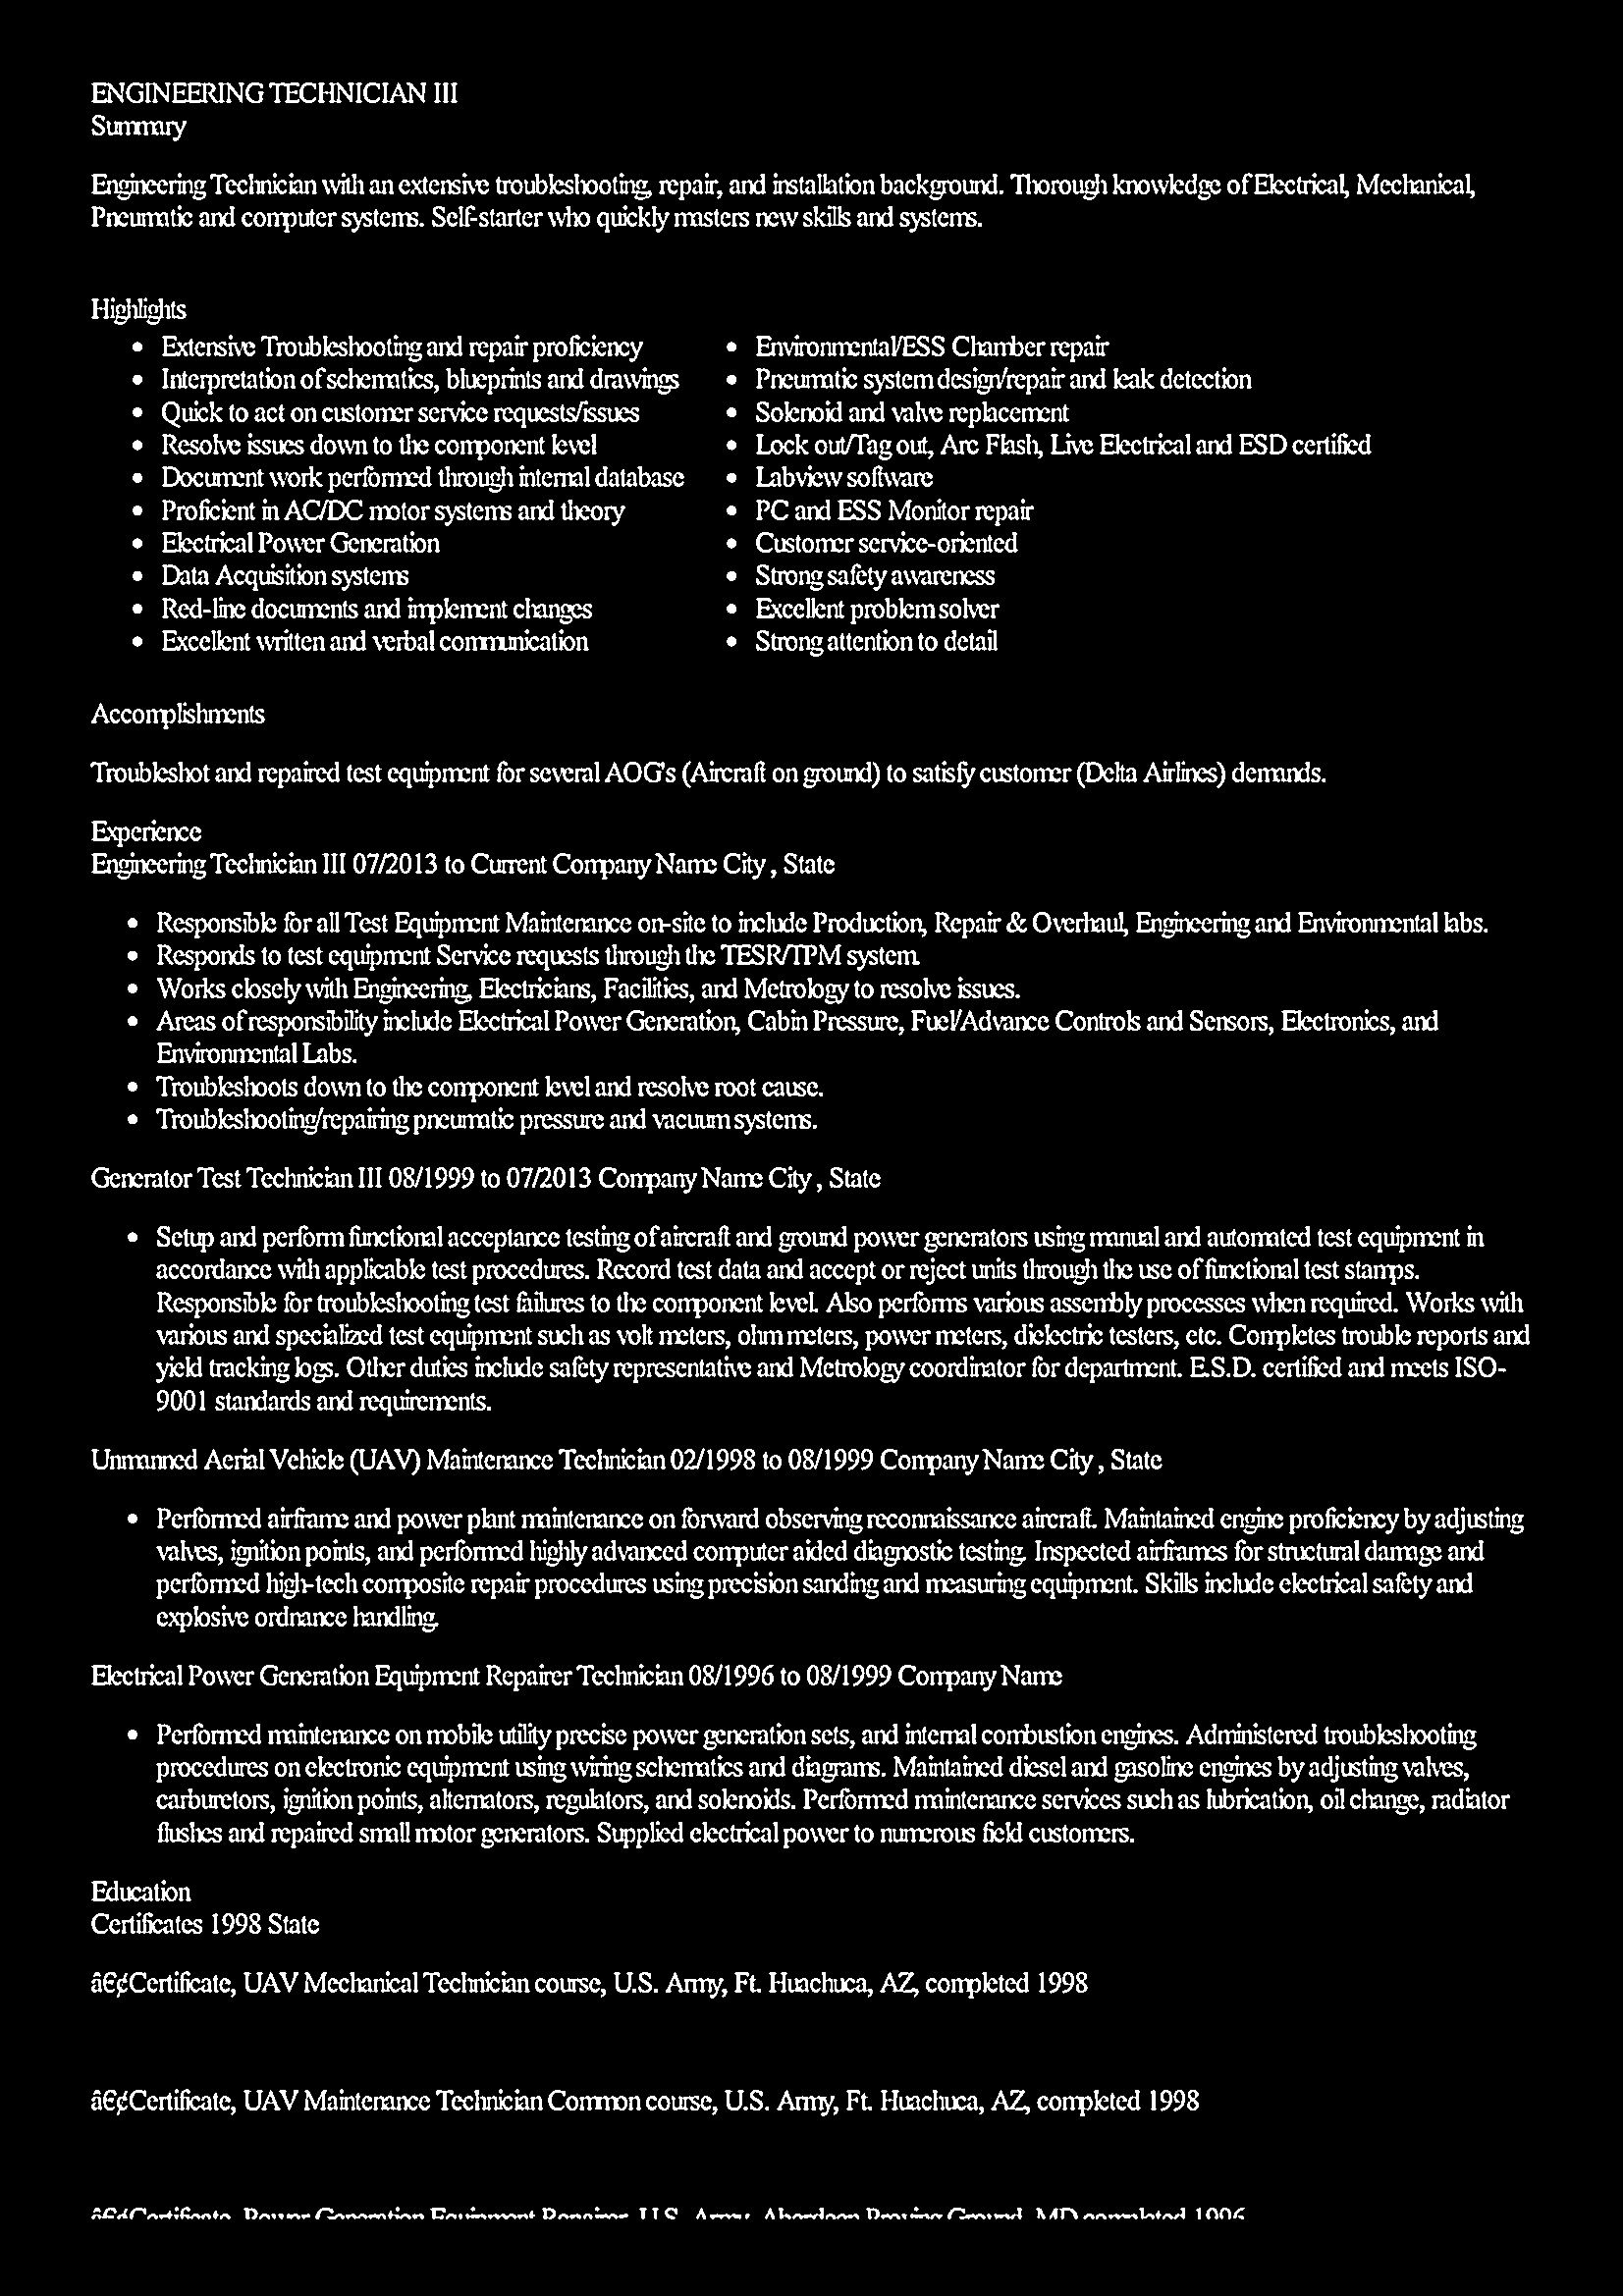 ENGINEERING TECHNICIAN III
Summary
Engineering Technician with an extensive troubleshooting, repair, and installation background. Thorough knowledge of Electrical, Mechanical,
Pneumatic and computer systems. Self-starter who quickly masters new skills and systems.
Highlights
• Extensive Troubleshooting and repair proficiency
• Interpretation of schematics, blueprints and drawings
• Quick to act on customer service requests/issues
• Resolve issues down to the component level
• Document work performed through internal database
• Proficient in AC/DC motor systems and theory
• Electrical Power Generation
• Data Acquisition systems
• Red-line documents and implement changes
• Excellent written and verbal communication
• Environmental/ESS Chamber repair
• Pneumatic system design/repair and leak detection
• Solenoid and valve replacement
• Lock out/Tag out, Arc Flash, Live Electrical and ESD certified
• Labview software
• PC and ESS Monitor repair
• Customer service-oriented
• Strong safety awareness
• Excellent problem solver
• Strong attention to detail
Accomplishments
Troubleshot and repaired test equipment for several AOG's (Aircraft on ground) to satisfy customer (Delta Airlines) demands.
Experience
Engineering Technician III 07/2013 to Current Company Name City , State
• Responsible for all Test Equipment Maintenance on-site to include Production, Repair & Overhaul, Engineering and Environmental labs.
• Responds to test equipment Service requests through the TESR/TPM system.
• Works closely with Engineering, Electricians, Facilities, and Metrology to resolve issues.
• Areas of responsibility include Electrical Power Generation, Cabin Pressure, Fuel/Advance Controls and Sensors, Electronics, and
Environmental Labs.
• Troubleshoots down to the component level and resolve root cause.
• Troubleshooting/repairing pneumatic pressure and vacuum systems.
Generator Test Technician III 08/1999 to 07/2013 Company Name City , State
• Setup and perform functional acceptance testing of aircraft and ground power generators using manual and automated test equipment in
accordance with applicable test procedures. Record test data and accept or reject units through the use of functional test stamps.
Responsible for troubleshooting test failures to the component level. Also performs various assembly processes when required. Works with
various and specialized test equipment such as volt meters, ohm meters, power meters, dielectric testers, etc. Completes trouble reports and
yield tracking logs. Other duties include safety representative and Metrology coordinator for department. E.S.D. certified and meets ISO-
9001 standards and requirements.
Unmanned Aerial Vehicle (UAV) Maintenance Technician 02/1998 to 08/1999 Company Name City , State
• Performed airframe and power plant maintenance on forward observing reconnaissance aircraft. Maintained engine proficiency by adjusting
valves, ignition points, and performed highly advanced computer aided diagnostic testing. Inspected airframes for structural damage and
performed high-tech composite repair procedures using precision sanding and measuring equipment. Skills include electrical safety and
explosive ordnance handling.
Electrical Power Generation Equipment Repairer Technician 08/1996 to 08/1999 Company Name
• Performed maintenance on mobile utility precise power generation sets, and internal combustion engines. Administered troubleshooting
procedures on electronic equipment using wiring schematics and diagrams. Maintained diesel and gasoline engines by adjusting valves,
carburetors, ignition points, alternators, regulators, and solenoids. Performed maintenance services such as lubrication, oil change, radiator
flushes and repaired small motor generators. Supplied electrical power to numerous field customers.
Education
Certificates 1998 State
â€¢Certificate, UAV Mechanical Technician course, U.S. Army, Ft. Huachuca, AZ, completed 1998
â€¢Certificate, UAV Maintenance Technician Common course, U.S. Army, Ft. Huachuca, AZ, completed 1998
â€¢Certificate, Power Generation Equipment Repairer, U.S. Army, Aberdeen Proving Ground, MD completed 1996